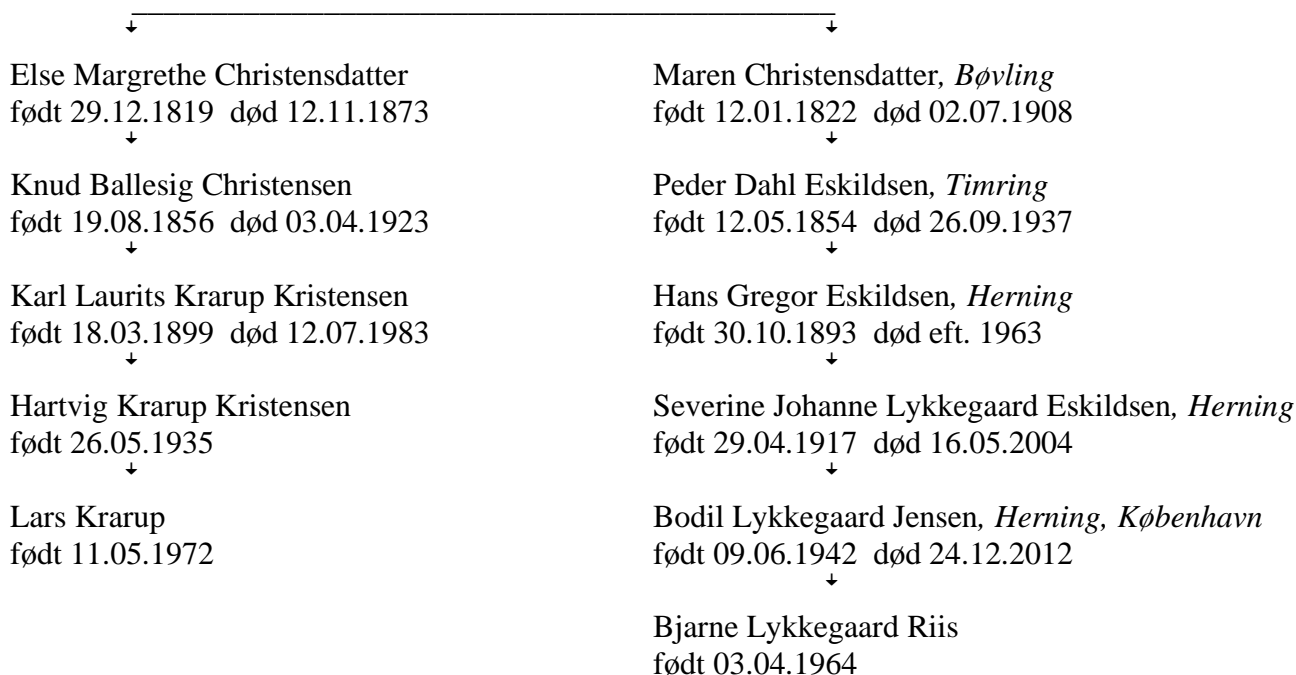 Else Margrethe Christensdatter
født 29.12.1819 død 12.11.1873
Knud Ballesig Christensen
født 19.08.1856 død 03.04.1923
Karl Laurits Krarup Kristensen
født 18.03.1899 død 12.07.1983
Hartvig Krarup Kristensen
født 26.05.1935
Lars Krarup
født 11.05.1972
Maren Christensdatter, Bøvling
født 12.01.1822 død 02.07.1908
Peder Dahl Eskildsen, Timring
født 12.05.1854 død 26.09.1937
Hans Gregor Eskildsen, Herning
født 30.10.1893 død eft. 1963
Severine Johanne Lykkegaard Eskildsen, Herning
født 29.04.1917 død 16.05.2004
Bodil Lykkegaard Jensen, Herning, København
født 09.06.1942 død 24.12.2012
Bjarne Lykkegaard Riis
født 03.04.1964